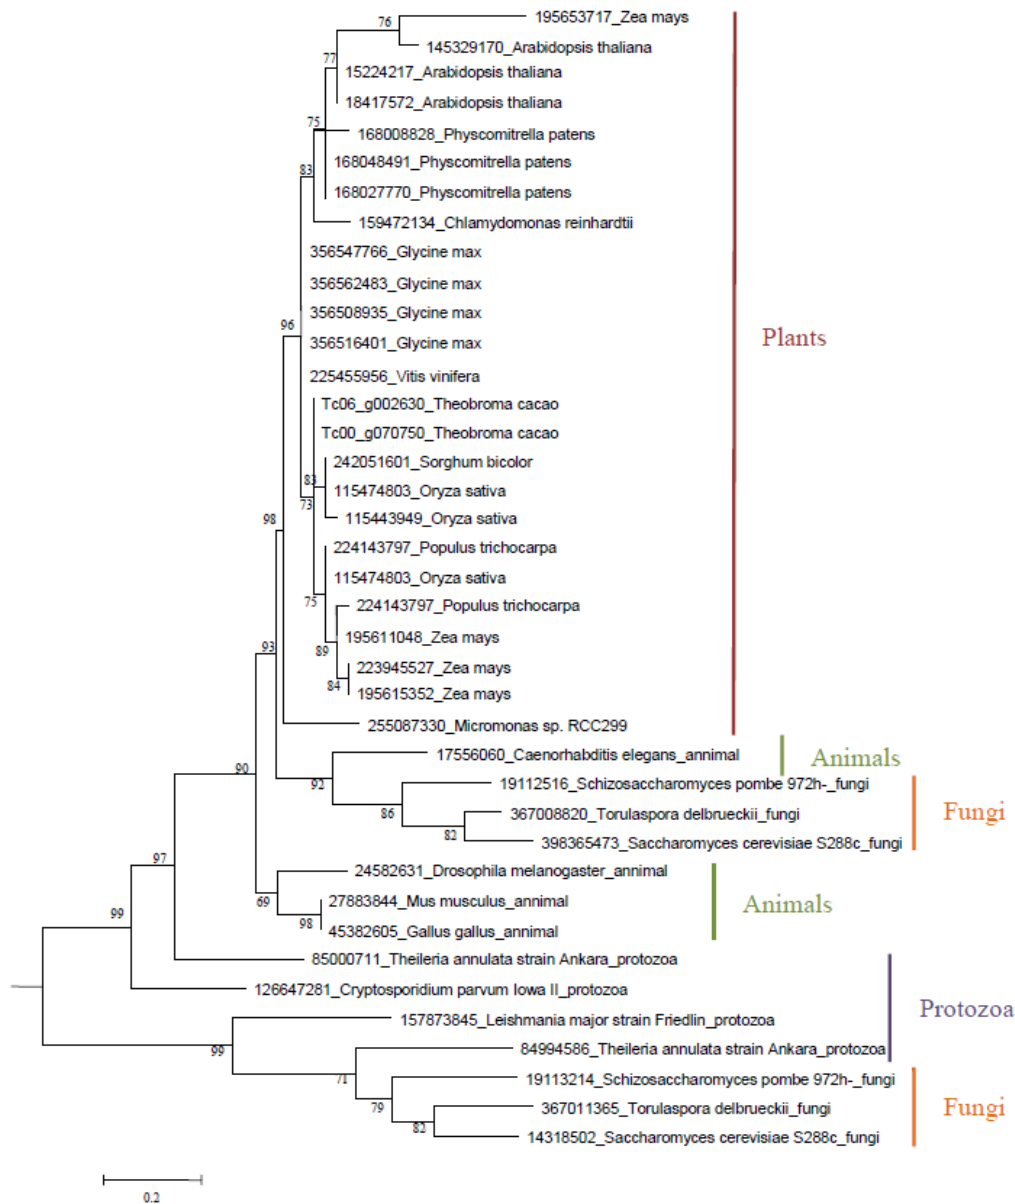 76
195653717_Zea mays
145329170_Arabidopsis thaliana
77
15224217_Arabidopsis thaliana
18417572_Arabidopsis thaliana
75
168008828_Physcomitrella patens
168048491_Physcomitrella patens
83
168027770_Physcomitrella patens
159472134_Chlamydomonas reinhardtii
356547766_Glycine max
356562483_Glycine max
356508935_Glycine max
96
Plants
356516401_Glycine max
225455956_Vitis vinifera
Tc06_g002630_Theobroma cacao
Tc00_g070750_Theobroma cacao
242051601_Sorghum bicolor
83
115474803_Oryza sativa
73
115443949_Oryza sativa
98
224143797_Populus trichocarpa
115474803_Oryza sativa
75
224143797_Populus trichocarpa
195611048_Zea mays
93
89
223945527_Zea mays
84
195615352_Zea mays
255087330_Micromonas sp. RCC299
17556060_Caenorhabditis elegans_annimal
Animals
90
92
19112516_Schizosaccharomyces pombe 972h-_fungi
86
367008820_Torulaspora delbrueckii_fungi
Fungi
82
398365473_Saccharomyces cerevisiae S288c_fungi
97
24582631_Drosophila melanogaster_annimal
69
27883844_Mus musculus_annimal
Animals
99
98
45382605_Gallus gallus_annimal
85000711_Theileria annulata strain Ankara_protozoa
126647281_Cryptosporidium parvum Iowa II_protozoa
Protozoa
157873845_Leishmania major strain Friedlin_protozoa
99
84994586_Theileria annulata strain Ankara_protozoa
71
19113214_Schizosaccharomyces pombe 972h-_fungi
79
367011365_Torulaspora delbrueckii_fungi
Fungi
82
14318502_Saccharomyces cerevisiae S288c_fungi
0.2